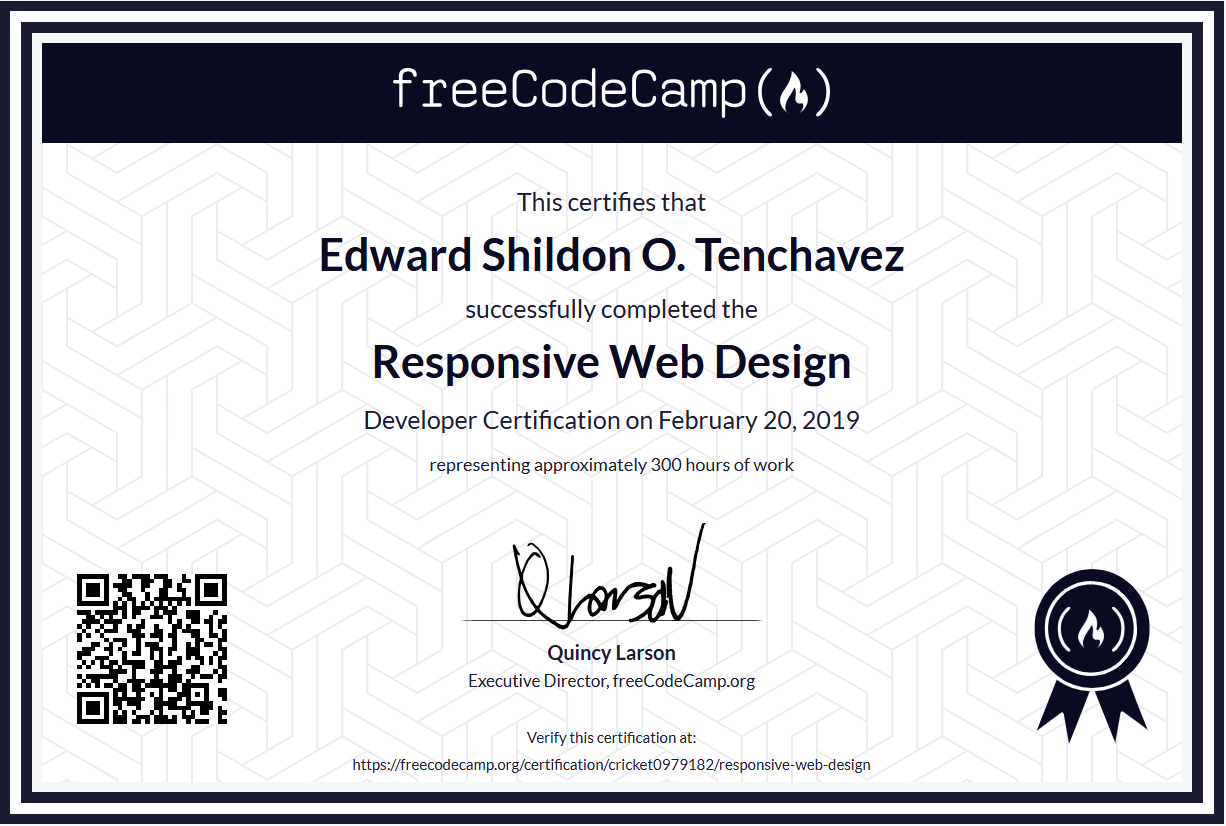 freeCodeCamp
This certifies that
Edward Shildon O. Tenchavez
successfully completed the
Responsive Web Design
Developer Certification on February 20, 2019
representing approximately 300 hours of work
Q Larson
Quincy Larson
Executive Director, freeCodeCamp.org
Verify this certification at:
https://freecodecamp.org/certification/cricket0979182/responsive-web-design